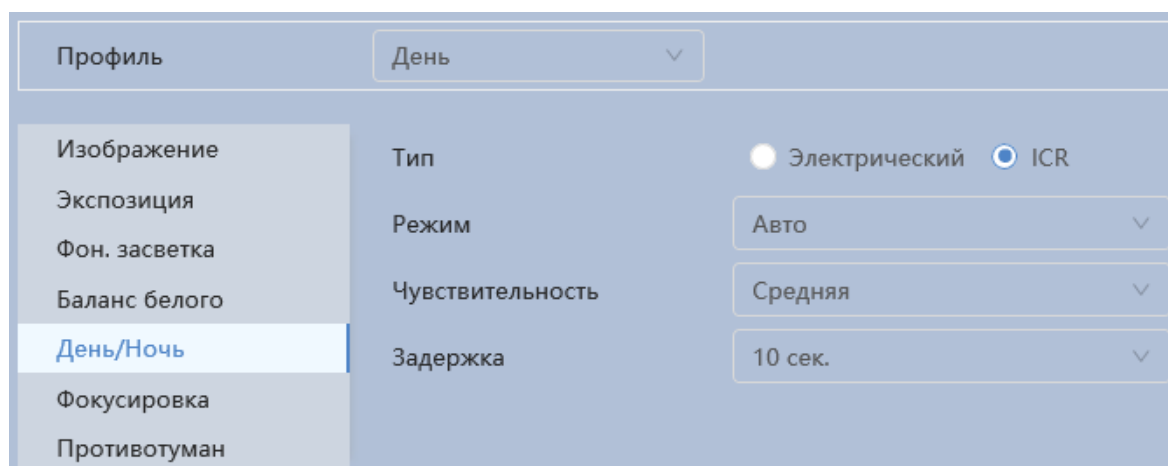 Профиль День
Изображение
Тип Электрический ICR
Экспозиция
Режим Авто
Фон. засветка
Чувствительность Средняя
Баланс белого
День/Ночь
Задержка 10 сек.
Фокусировка
Противотуман